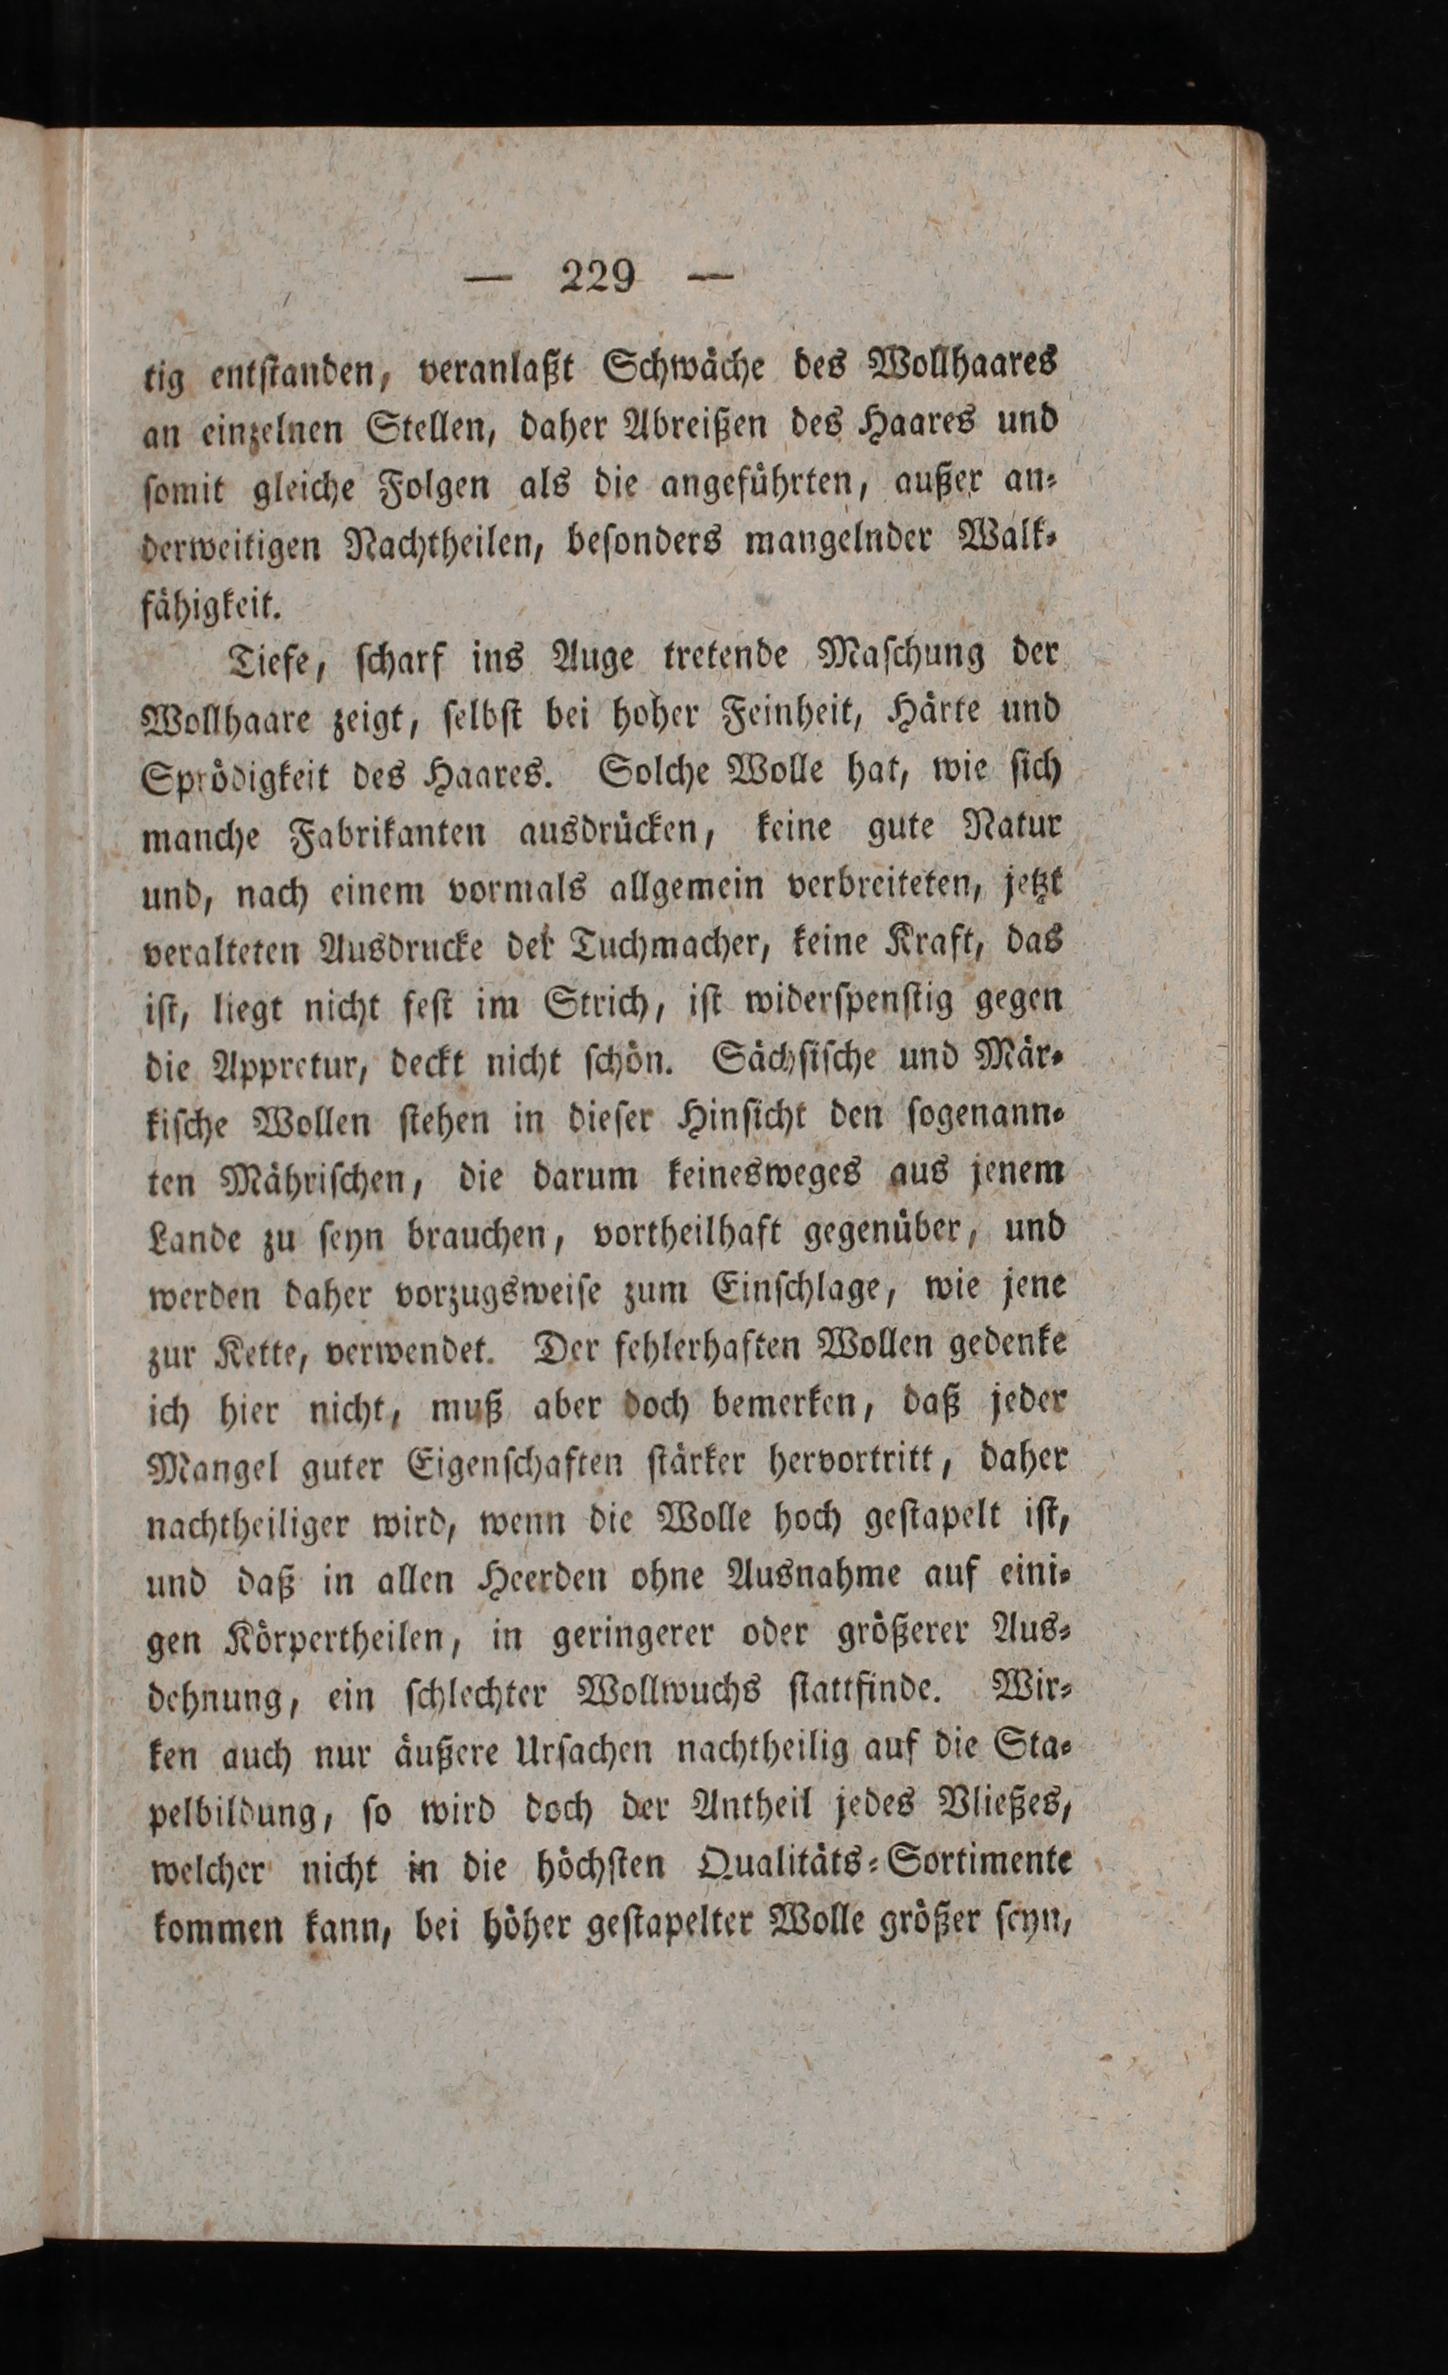 — 229 —
tig entſtanden, veranlaßt Schwäche des Wollhaares
an einzelnen Stellen, daher Abreißen des Haares und
ſomit gleiche Folgen als die angeführten, außer an⸗
derweitigen Nachtheilen, beſonders mangelnder Walk⸗
fähigkeit.
Tiefe, ſcharf ins Auge tretende Maſchung der
Wollhaare zeigt, ſelbſt bei hoher Feinheit, Härte und
Sprödigkeit des Haares. Solche Wolle hat, wie ſich
manche Fabrikanten ausdrücken, keine gute Natur
und, nach einem vormals allgemein verbreiteten, jetzt
veralteten Ausdrucke der Tuchmacher, keine Kraft, das
iſt, liegt nicht feſt im Strich, iſt widerſpenſtig gegen
die Appretur, deckt nicht ſchön. Sächſiſche und Mär⸗
kiſche Wollen ſtehen in dieſer Hinſicht den ſogenann⸗
ten Mähriſchen, die darum keinesweges aus jenem
Lande zu ſeyn brauchen, vortheilhaft gegenüber, und
werden daher vorzugsweiſe zum Einſchlage, wie jene
zur Kette, verwendet. Der fehlerhaften Wollen gedenke
ich hier nicht, muß aber doch bemerken, daß jeder
Mangel guter Eigenſchaften ſtärker hervortritt, daher
nachtheiliger wird, wenn die Wolle hoch geſtapelt iſt,
und daß in allen Heerden ohne Ausnahme auf eini⸗
gen Körpertheilen, in geringerer oder größerer Aus⸗
dehnung, ein ſchlechter Wollwuchs ſtattfinde. Wir⸗
ken auch nur äußere Urſachen nachtheilig auf die Sta⸗
pelbildung, ſo wird doch der Antheil jedes Vließes,
welcher nicht in die höchſten Qualitäts⸗Sortimente
kommen kann, bei höher geſtapelter Wolle größer ſeyn,